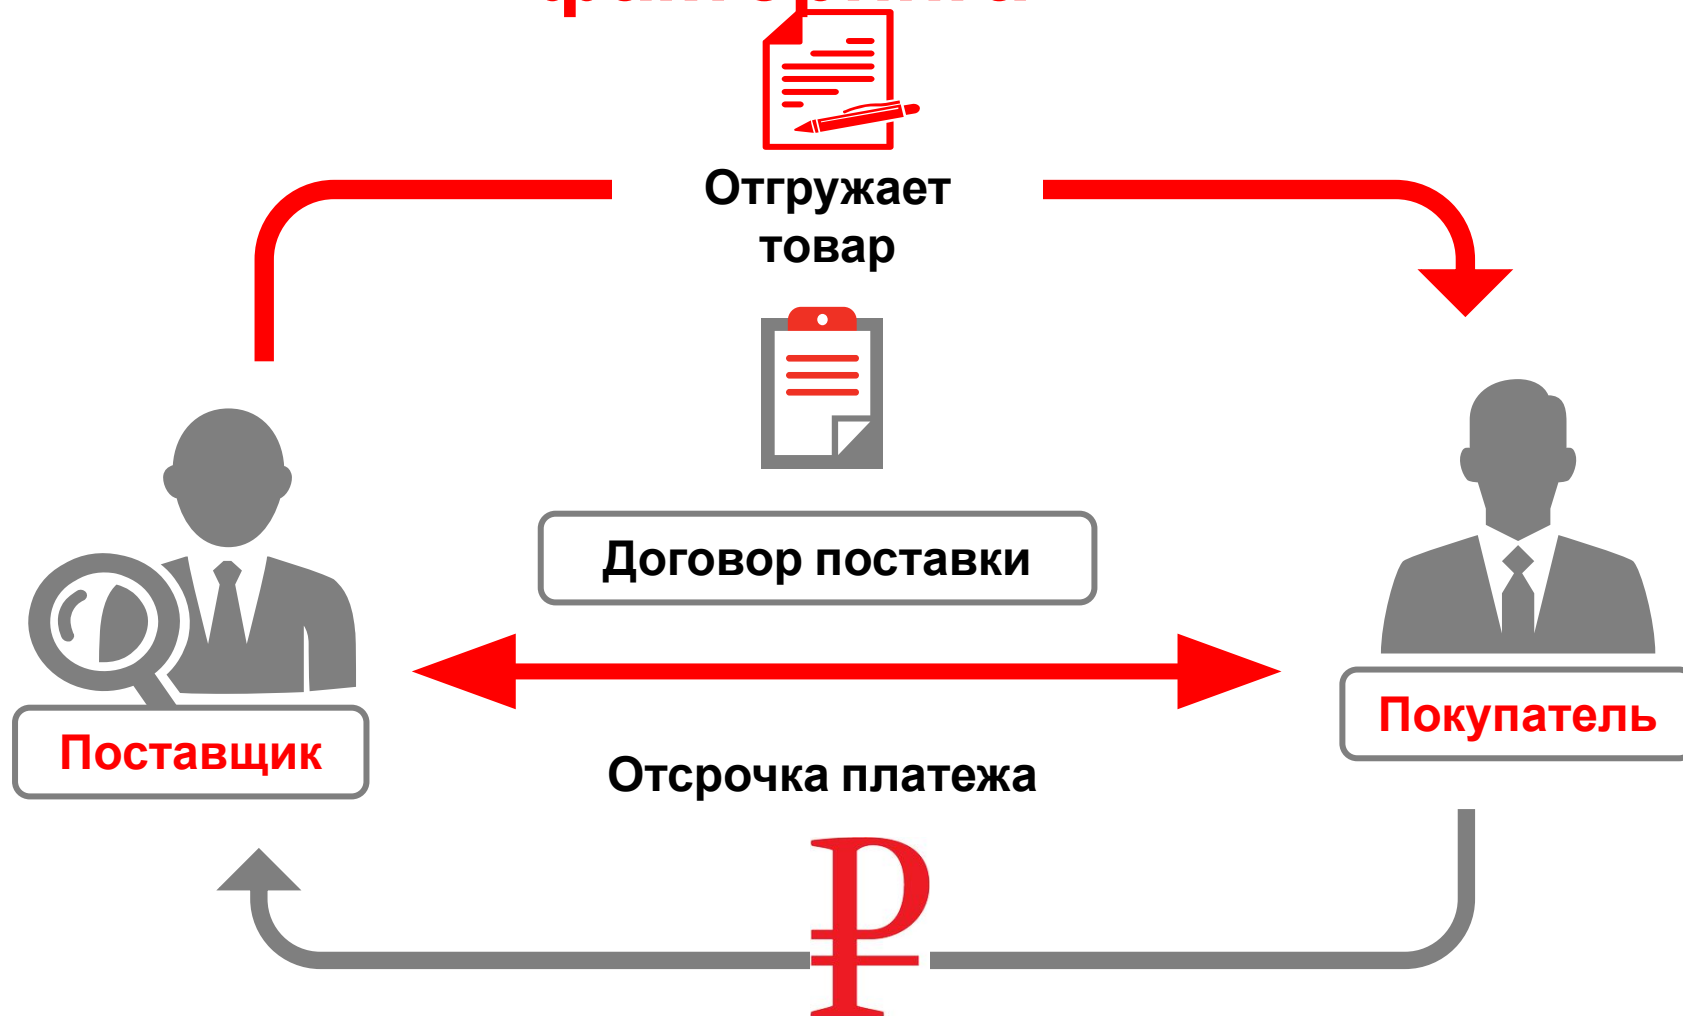 Отгружает
товар
Договор поставки
Покупатель
Поставщик
Отсрочка платежа
₽